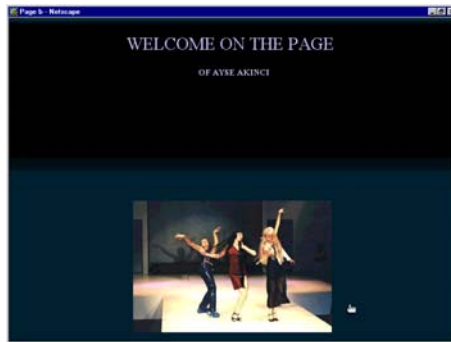 Page b - Netscape
WELCOME ON THE PAGE
OF AYSE AKINCI